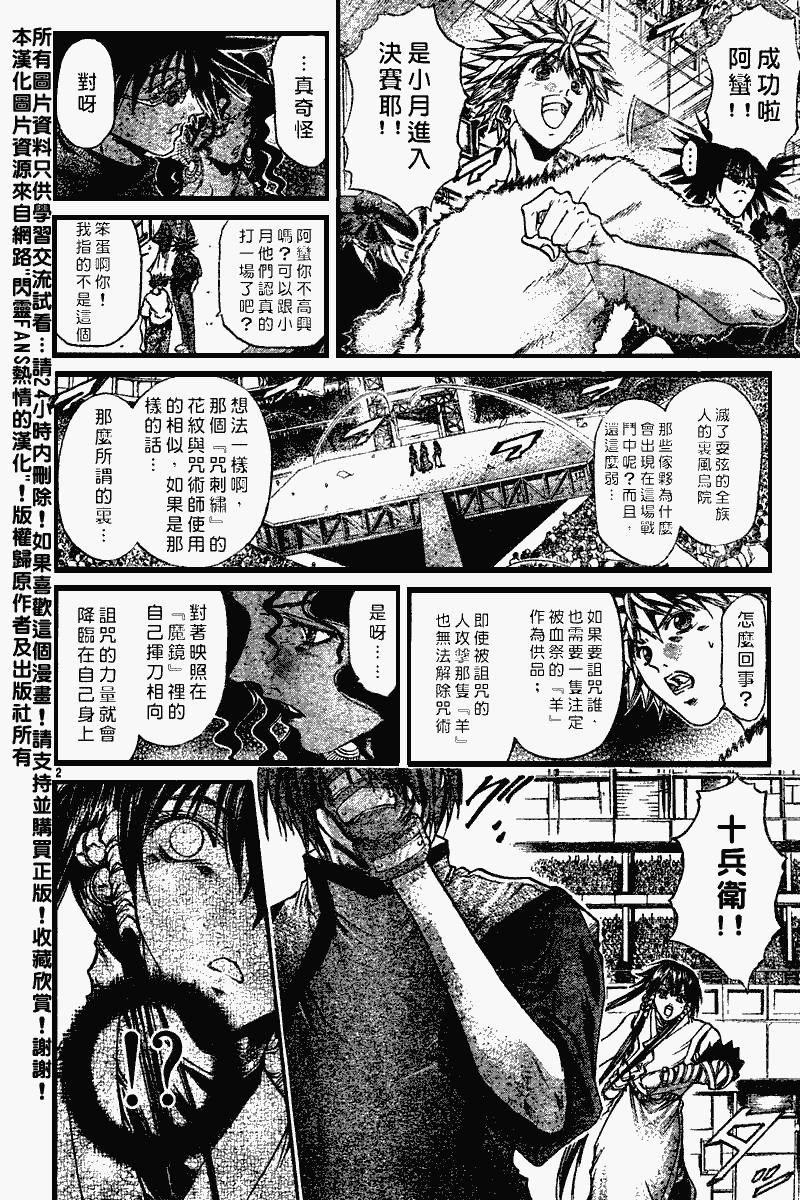 成功啦
阿蠻!!
是小月進入
決賽耶!!
…
…真奇怪
對呀
阿蠻你不高興
嗎?可以跟小
月他們認真的
打一場了吧?
笨蛋啊你!
我指的不是這個
滅了耍弦的全族
人的裏風鳥院
那些傢夥為什麼
會出現在這場戰
鬥中呢?而且,
還這麼弱…
想法一樣啊,
那個『咒刺繡』的
花紋與咒術師使用
的相似,如果是那
樣的話…
那麼所謂的裏…
怎麼回事?
如果要詛咒誰,
也需要一隻注定
被血祭的『羊』
作為供品;
即使被詛咒的
人攻擊那隻『羊』
也無法解除咒術
是呀…
對著映照在
『魔鏡』裡的
自己揮刀相向
詛咒的力量就會
降臨在自己身上
2
十兵衛!!
!?
所有圖片資料只供學習交流試看…請24小時内刪除!如果喜歡這個漫畫!請支持並購買正版!收藏欣賞!謝謝!
本漢化圖片資源來自網路"閃靈FANS熱情的漢化"!版權歸原作者及出版社所有